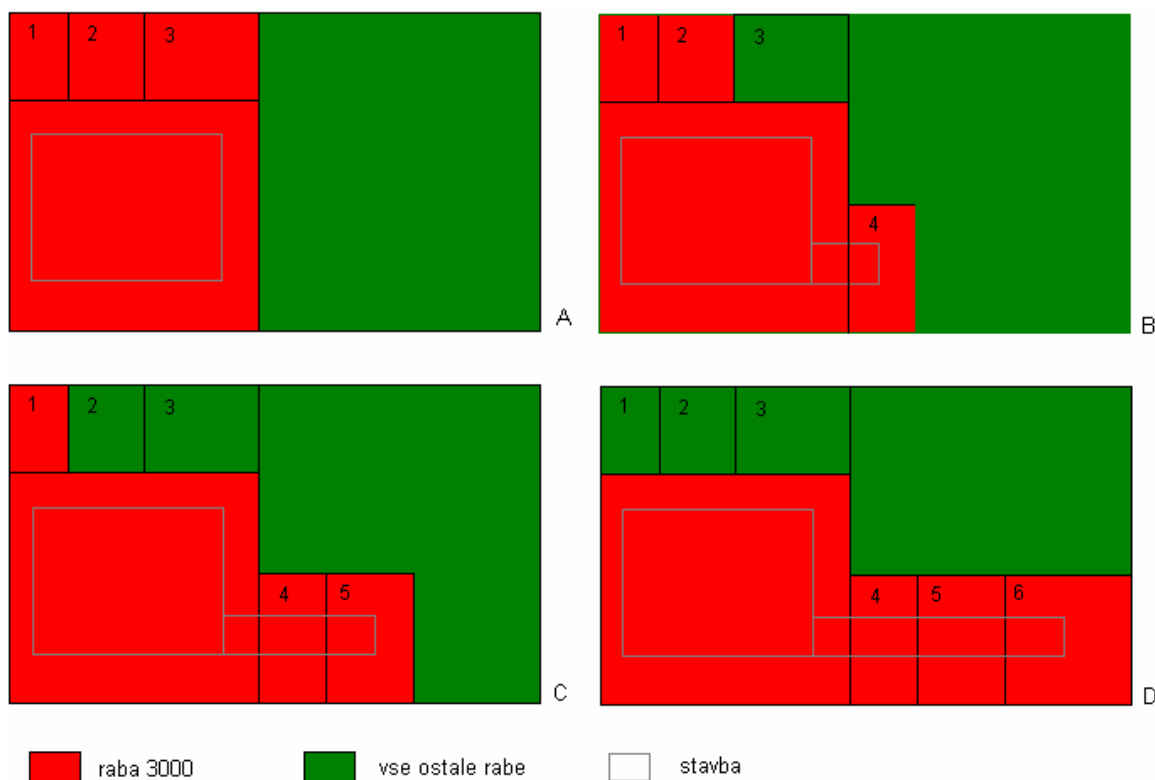 1 2 3
A
1 2 3
4
B
1 2 3
4 5
C
1 2 3
4 5 6
D
raba 3000
vse ostale rabe
stavba